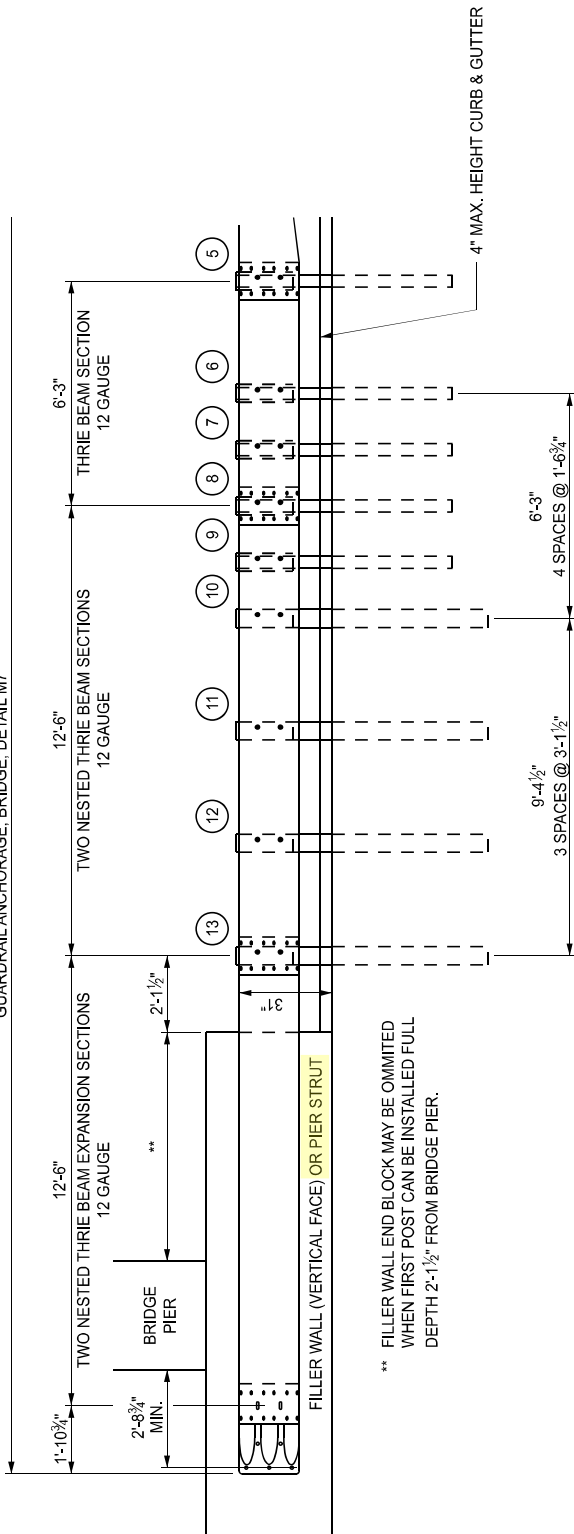 GUARDRAIL ANCHORAGE, BRIDGE, DETAIL M7
1'-10¾"
12'-6"
TWO NESTED THRIE BEAM EXPANSION SECTIONS
12 GAUGE
12'-6"
TWO NESTED THRIE BEAM SECTIONS
12 GAUGE
6'-3"
THRIE BEAM SECTION
12 GAUGE
2'-8¾"
MIN.
BRIDGE
PIER
**
2'-1½"
13
12
11
10
9
8
7
6
5
31"
FILLER WALL (VERTICAL FACE) OR PIER STRUT
** FILLER WALL END BLOCK MAY BE OMMITED
WHEN FIRST POST CAN BE INSTALLED FULL
DEPTH 2'-1½" FROM BRIDGE PIER.
9'-4½"
3 SPACES @ 3'-1½"
6'-3"
4 SPACES @ 1'-6¾"
4" MAX. HEIGHT CURB & GUTTER